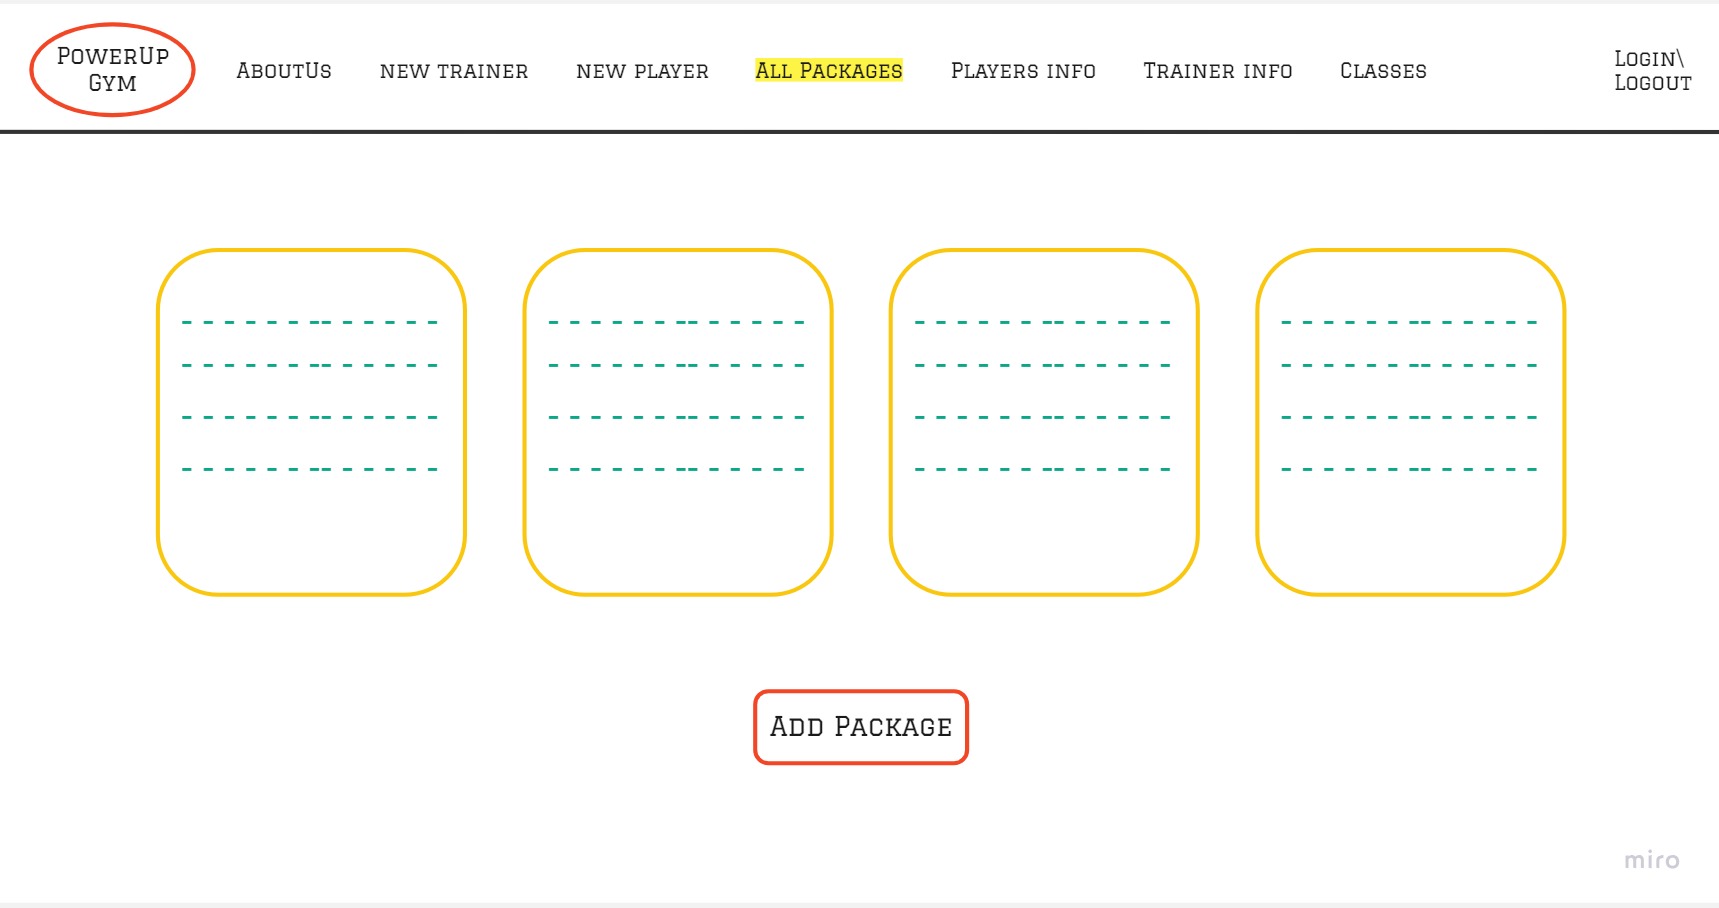 PowerUp
Gym
AboutUs
new trainer
new player
All Packages
Players info
Trainer info
Classes
Login\
Logout
Add Package
miro